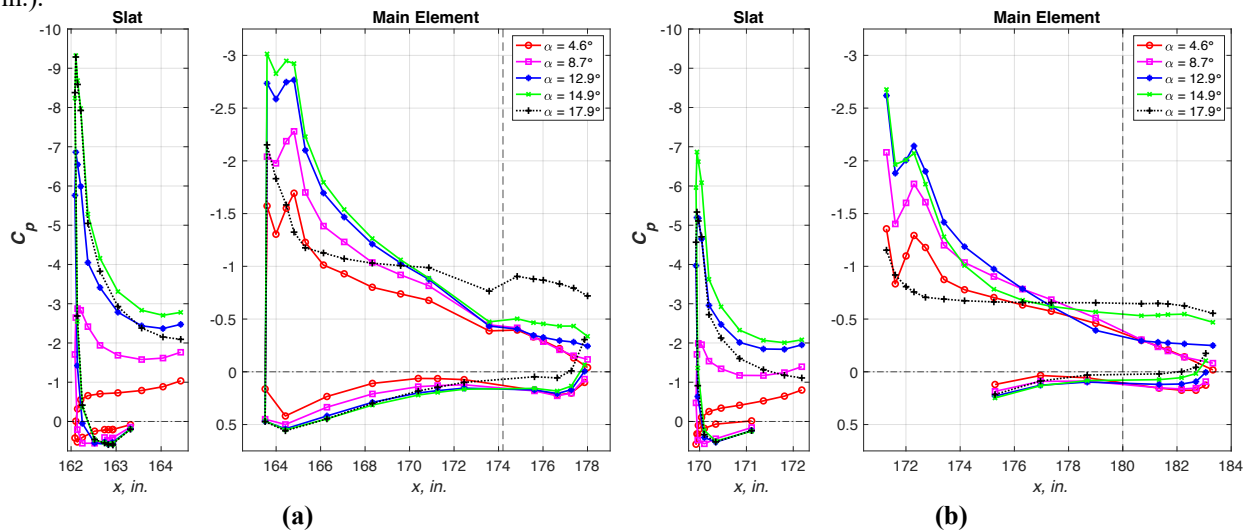 in.).
Slat
Main Element
Slat
Main Element
-10
-9
-8
-7
-6
-5
-4
-3
-2
-1
0
C_p
162
163
164
x, in.
-3
-2.5
-2
-1.5
-1
-0.5
0
0.5
164
166
168
170
172
174
176
178
x, in.
α = 4.6°
α = 8.7°
α = 12.9°
α = 14.9°
α = 17.9°
(a)
-10
-9
-8
-7
-6
-5
-4
-3
-2
-1
0
C_p
170
171
172
x, in.
-3
-2.5
-2
-1.5
-1
-0.5
0
0.5
172
174
176
178
180
182
184
x, in.
α = 4.6°
α = 8.7°
α = 12.9°
α = 14.9°
α = 17.9°
(b)